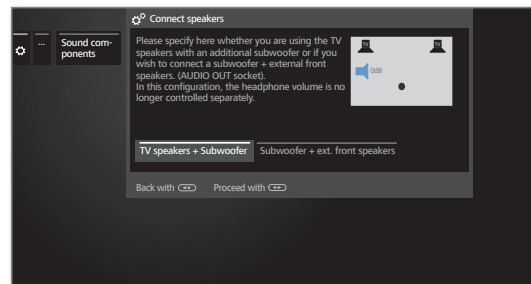 Connect speakers
...
Sound com-
ponents
Please specify here whether you are using the TV
speakers with an additional subwoofer or if you
wish to connect a subwoofer + external front
speakers. (AUDIO OUT socket).
In this configuration, the headphone volume is no
longer controlled separately.
TV TV
0dB
TV speakers + Subwoofer Subwoofer + ext. front speakers
Back with Proceed with